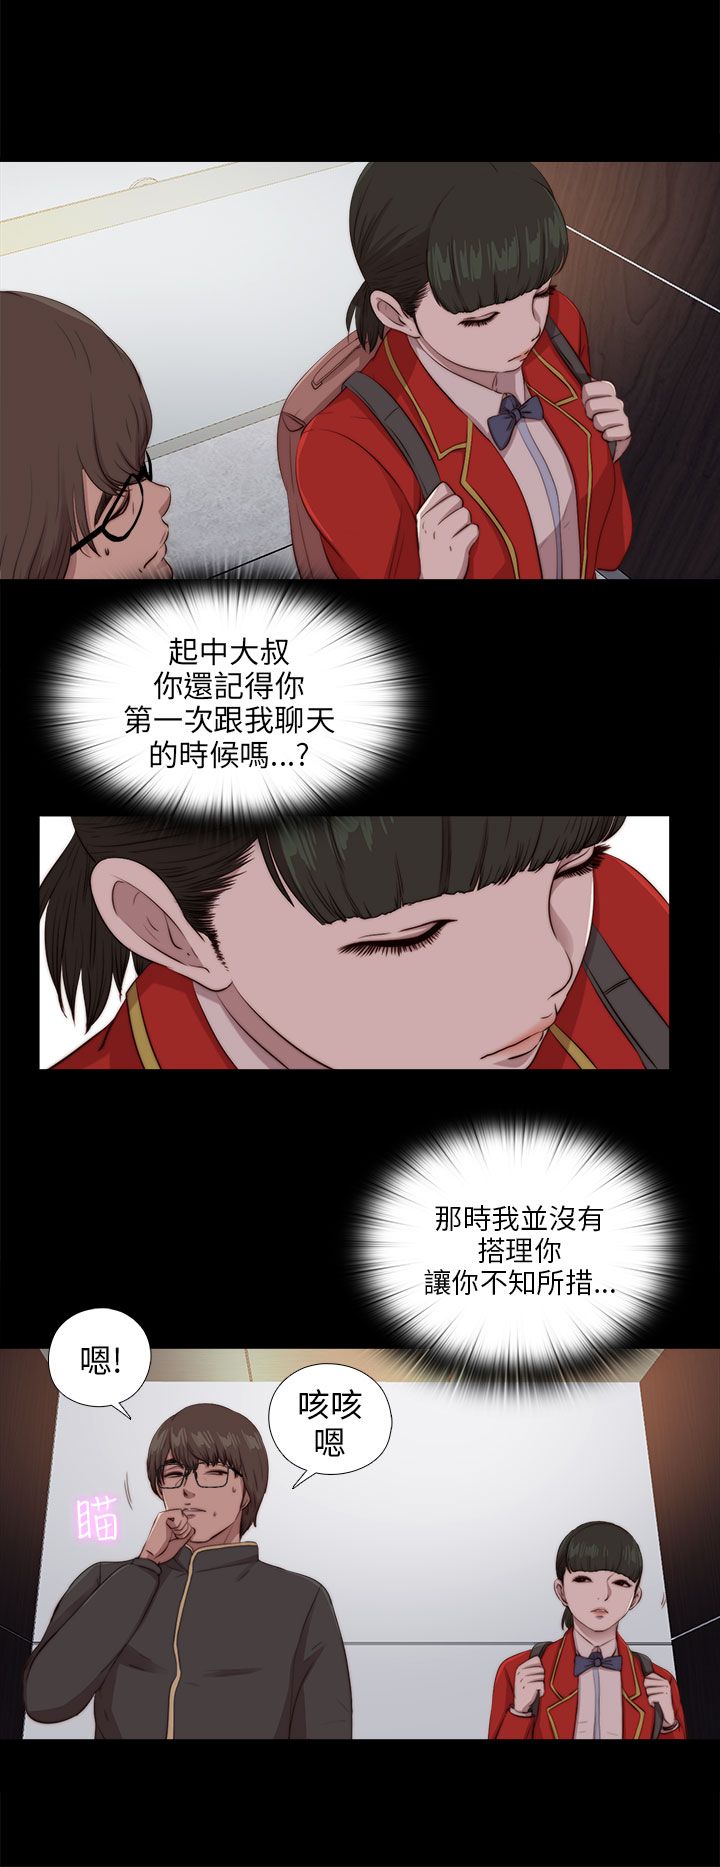 起中大叔
你還記得你
第一次跟我聊天
的時候嗎...?
那時我並沒有
搭理你
讓你不知所措...
嗯!
咳咳
嗯
瞄